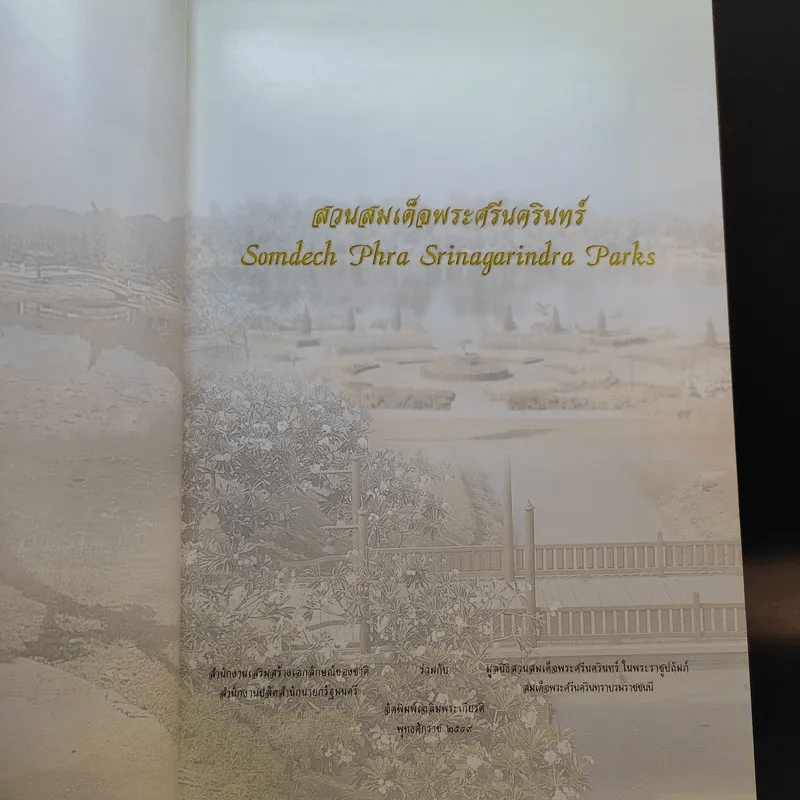 สวนสมเด็จพระศรีนครินทร์
Somdech Phra Srinagarindra Parks
สำนักงานเสริมสร้างเอกลักษณ์ของชาติ ร่วมกับ มูลนิธิสวนสมเด็จพระศรีนครินทร์ ในพระราชูปถัมภ์
สำนักงานปลัดสำนักนายกรัฐมนตรี สมเด็จพระศรีนครินทราบรมราชชนนี
จัดพิมพ์เฉลิมพระเกียรติ
พุทธศักราช ๒๕๓๙